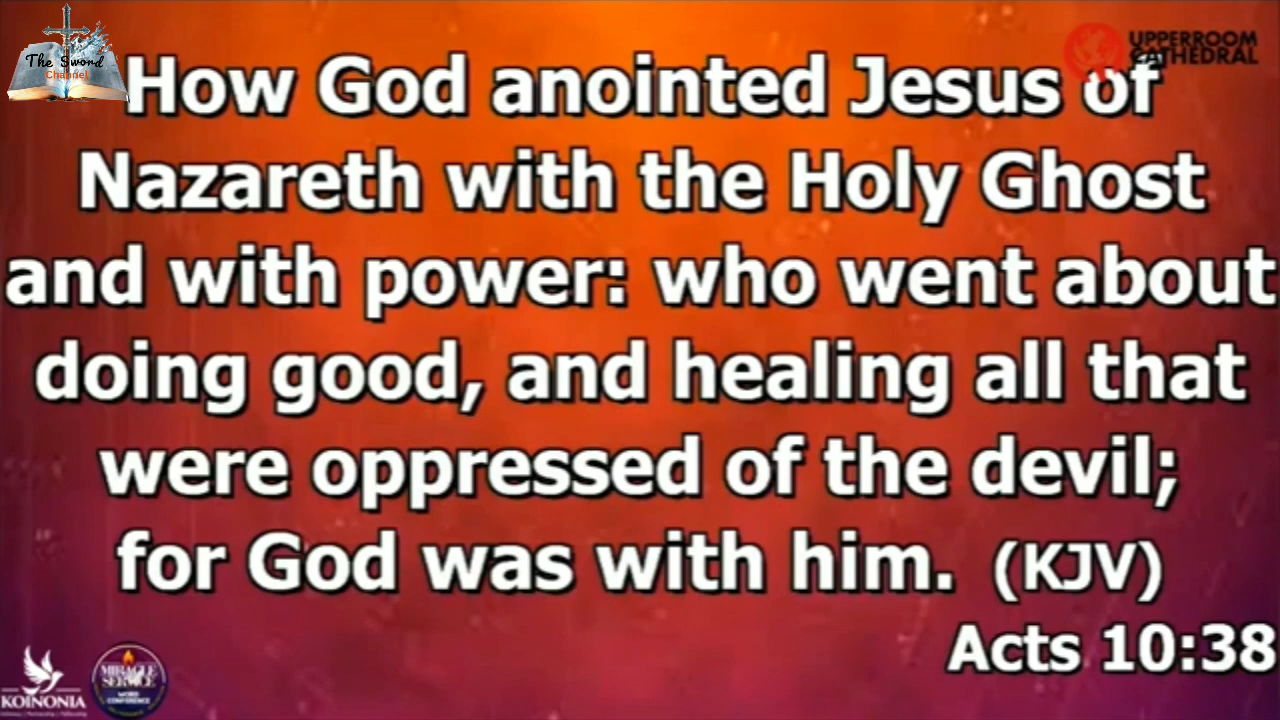 The Sword
Channel
UPPERROOM
CATHEDRAL
How God anointed Jesus of
Nazareth with the Holy Ghost
and with power: who went about
doing good, and healing all that
were oppressed of the devil;
for God was with him. (KJV)
Acts 10:38
KOINONIA
MIRACLE
SERVICE
WORD
CONFERENCE